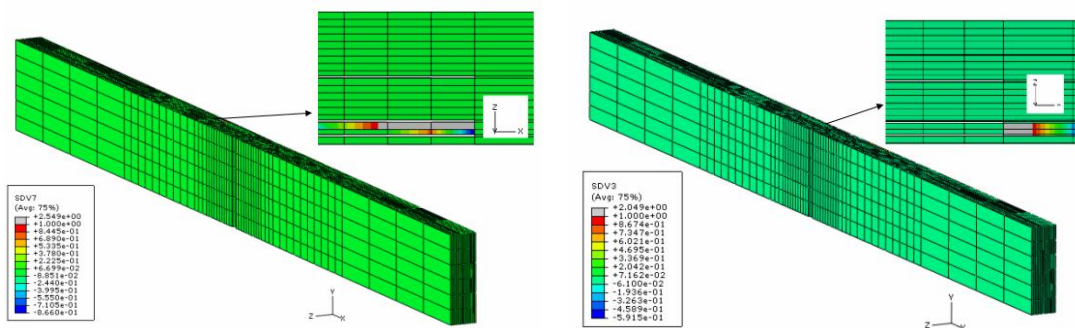 Z
X
SDV7
(Avg: 75%)
+2.549e+00
+1.000e+00
+8.445e-01
+6.890e-01
+5.335e-01
+3.780e-01
+2.225e-01
+6.699e-02
-8.851e-02
-2.440e-01
-3.995e-01
-5.550e-01
-7.105e-01
-8.660e-01
Y
Z
X
Z
SDV3
(Avg: 75%)
+2.049e+00
+1.000e+00
+8.674e-01
+7.347e-01
+6.021e-01
+4.695e-01
+3.369e-01
+2.042e-01
+7.162e-02
-6.100e-02
-1.936e-01
-3.263e-01
-4.589e-01
-5.915e-01
Y
Z